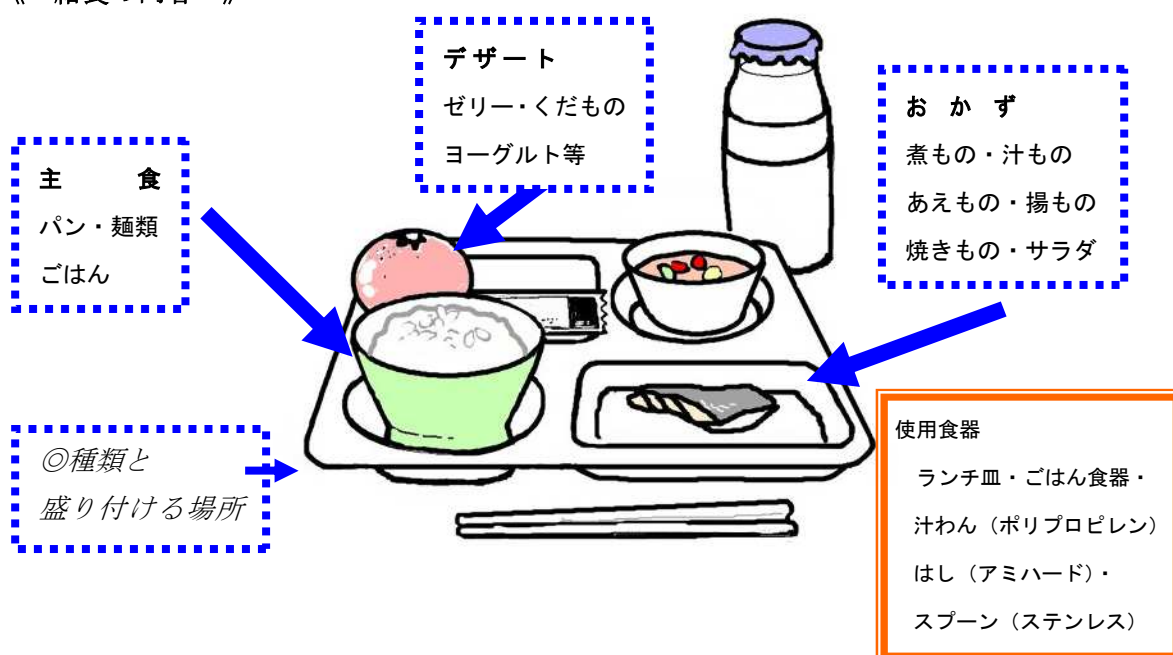 デザート
ゼリー・くだもの
ヨーグルト等
おかず
煮もの・汁もの
あえもの・揚もの
焼きもの・サラダ
主　食
パン・麺類
ごはん
◎種類と
盛り付ける場所
使用食器
ランチ皿・ごはん食器・
汁わん（ポリプロピレン）
はし（アミハード）・
スプーン（ステンレス）